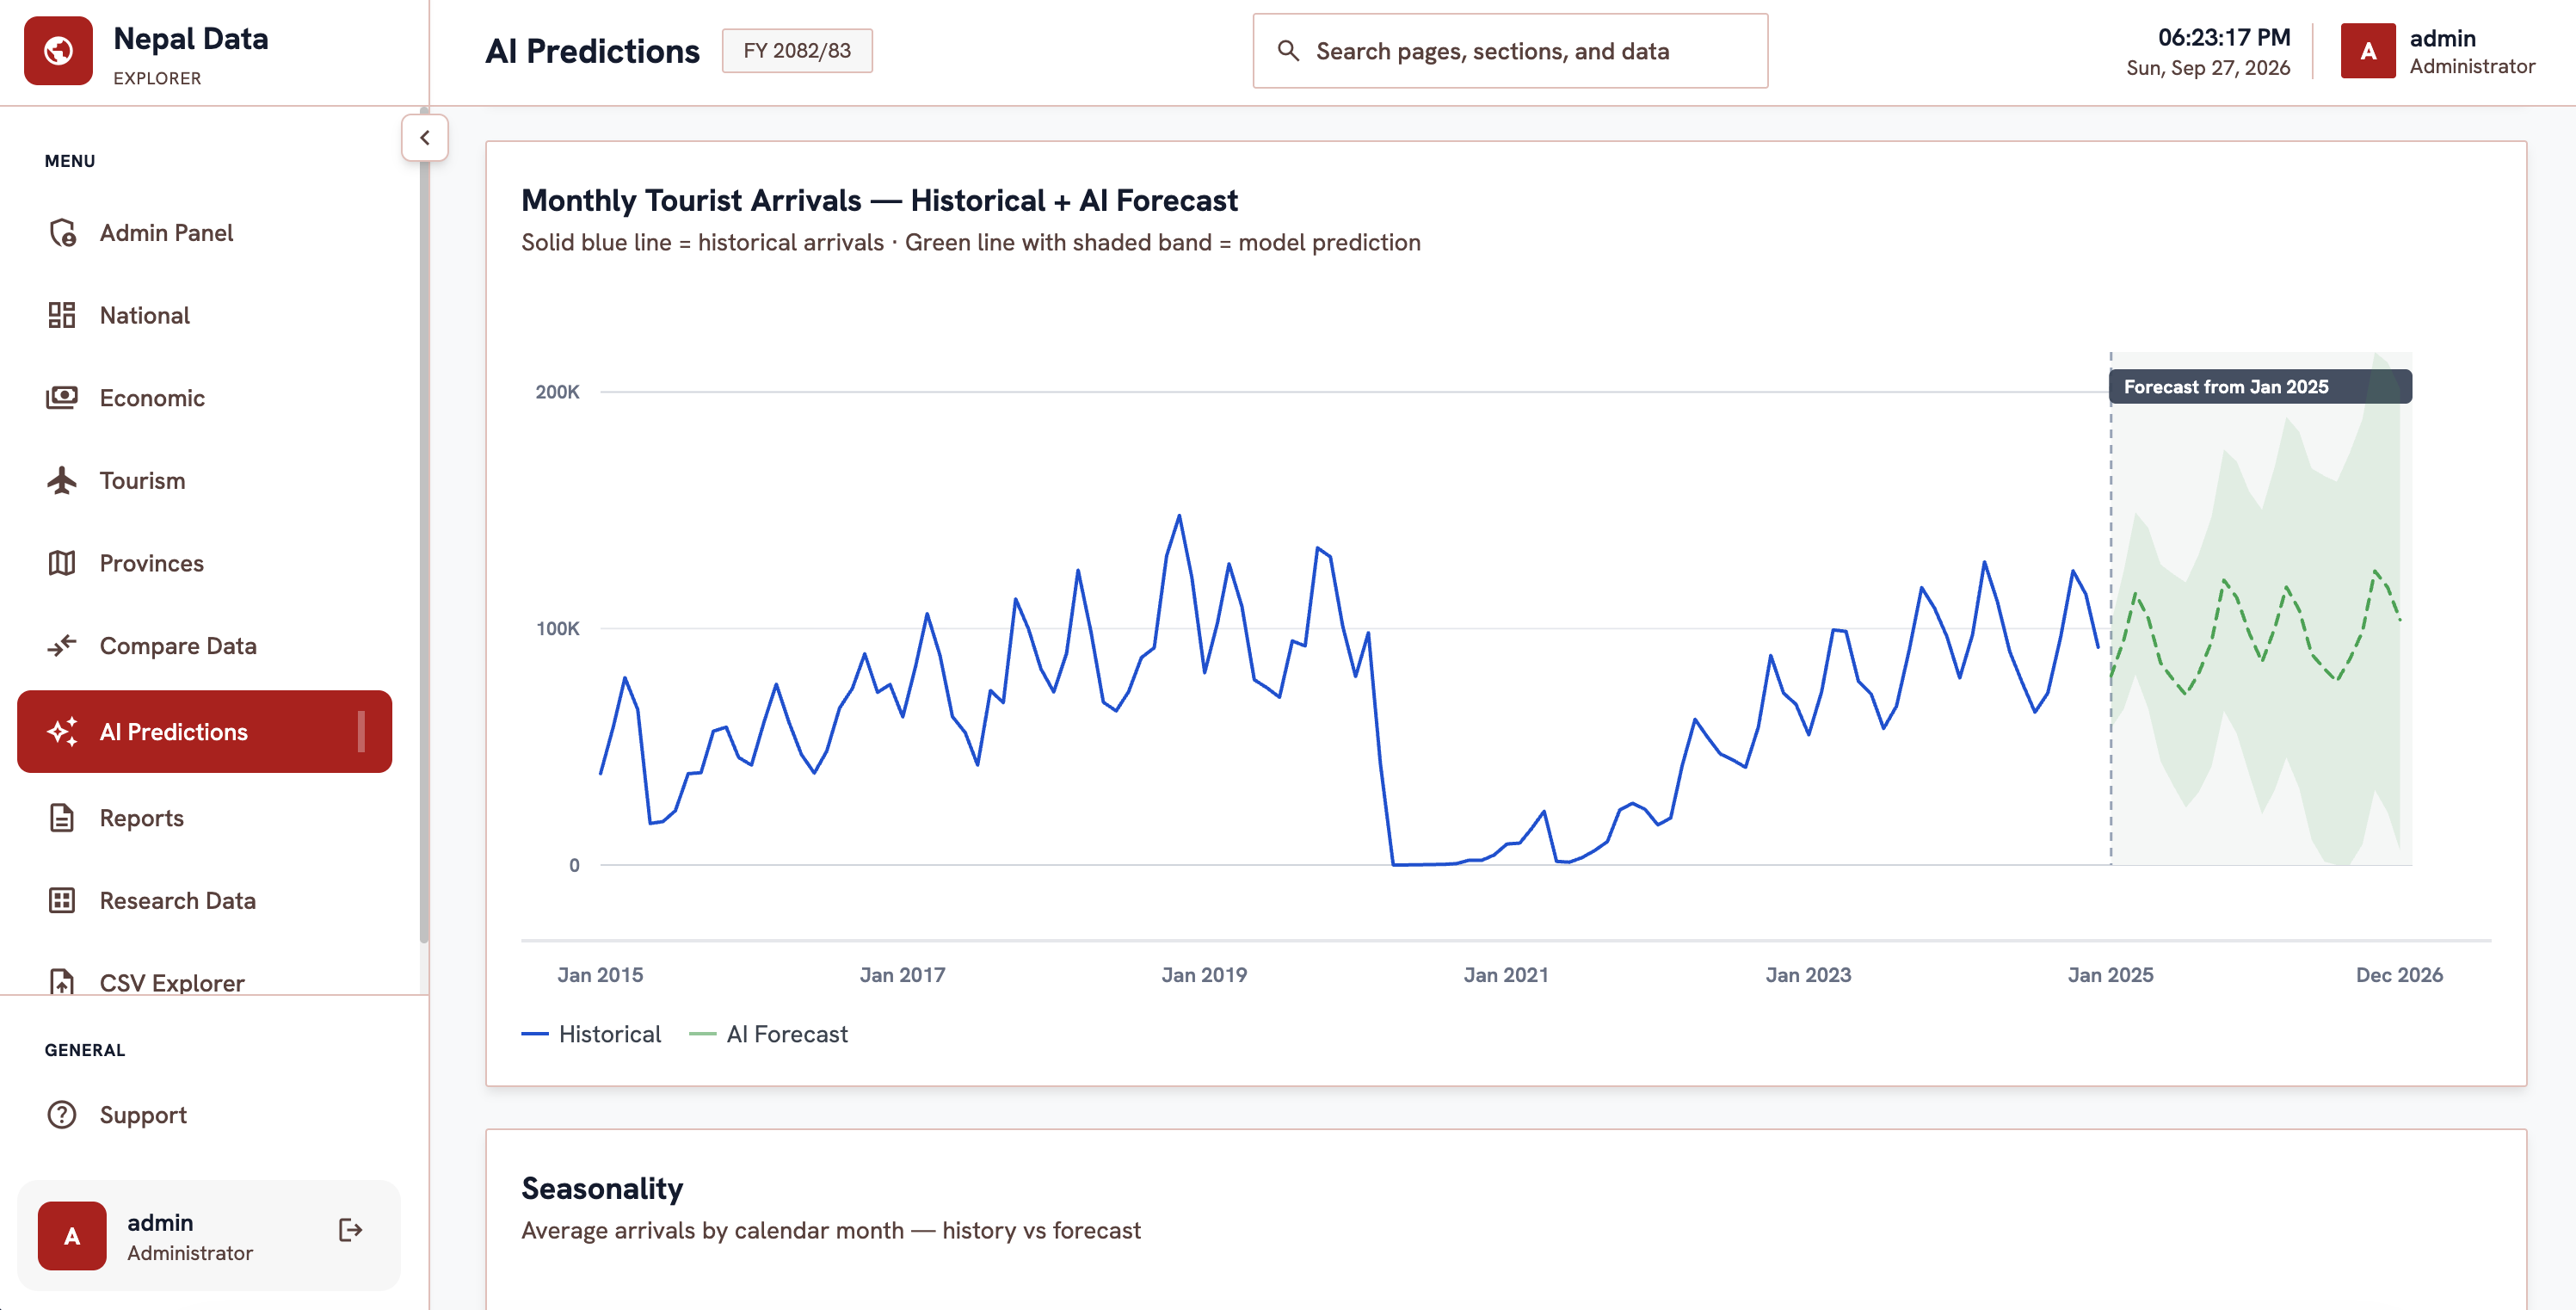 Nepal Data
EXPLORER
AI Predictions
FY 2082/83
Search pages, sections, and data
06:23:17 PM
Sun, Sep 27, 2026
A
admin
Administrator
MENU
Admin Panel
National
Economic
Tourism
Provinces
Compare Data
AI Predictions
Reports
Research Data
CSV Explorer
GENERAL
Support
A
admin
Administrator
Monthly Tourist Arrivals — Historical + AI Forecast
Solid blue line = historical arrivals · Green line with shaded band = model prediction
200K
Forecast from Jan 2025
100K
0
Jan 2015
Jan 2017
Jan 2019
Jan 2021
Jan 2023
Jan 2025
Dec 2026
Historical
AI Forecast
Seasonality
Average arrivals by calendar month — history vs forecast